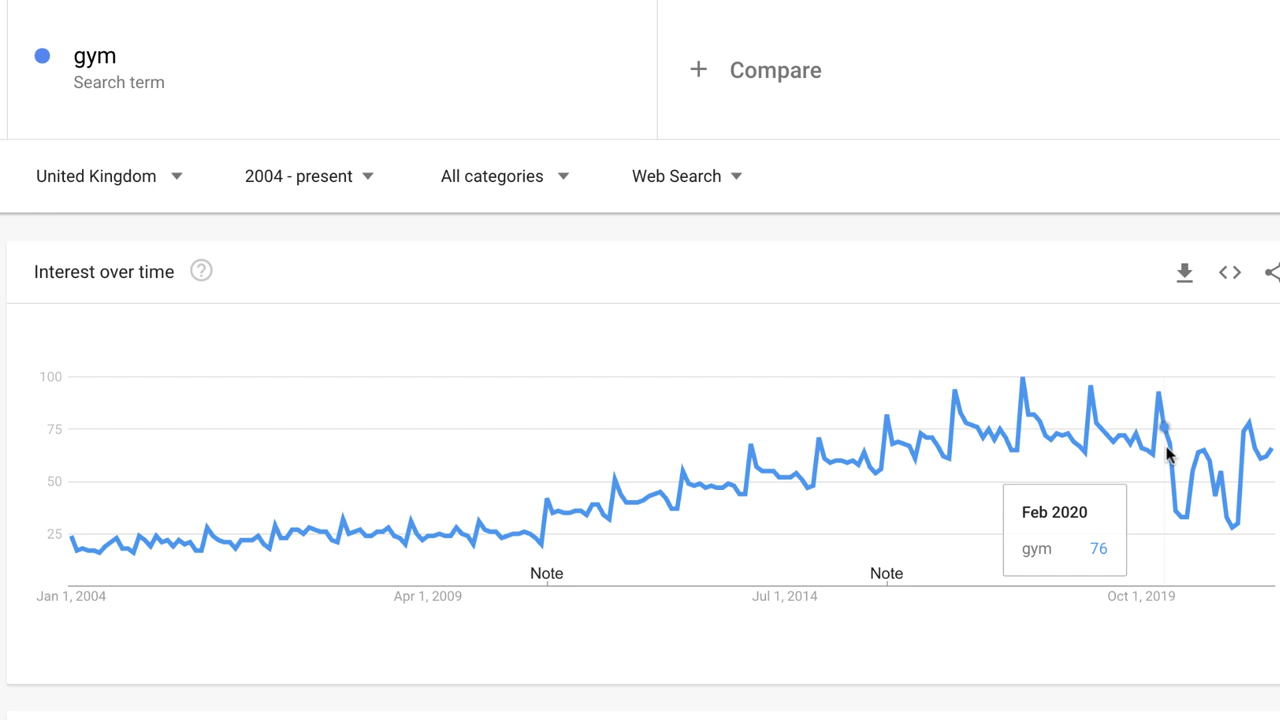 gym
Search term
+ Compare
United Kingdom
2004 - present
All categories
Web Search
Interest over time ?
100
75
50
25
Note
Note
Feb 2020
gym 76
Jan 1, 2004
Apr 1, 2009
Jul 1, 2014
Oct 1, 2019